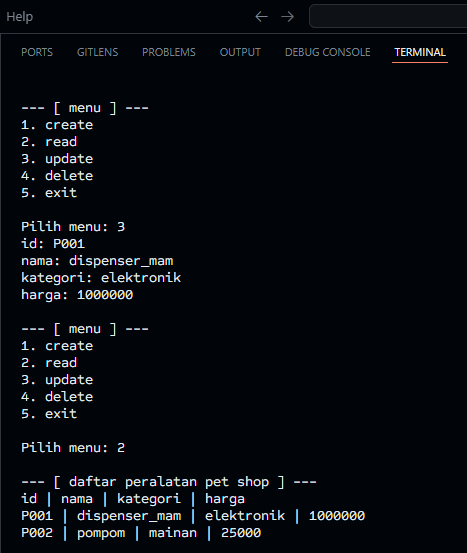 Help
PORTS GITLENS PROBLEMS OUTPUT DEBUG CONSOLE TERMINAL
--- [ menu ] ---
1. create
2. read
3. update
4. delete
5. exit
Pilih menu: 3
id: P001
nama: dispenser_mam
kategori: elektronik
harga: 1000000
--- [ menu ] ---
1. create
2. read
3. update
4. delete
5. exit
Pilih menu: 2
--- [ daftar peralatan pet shop ] ---
id | nama | kategori | harga
P001 | dispenser_mam | elektronik | 1000000
P002 | pompom | mainan | 25000